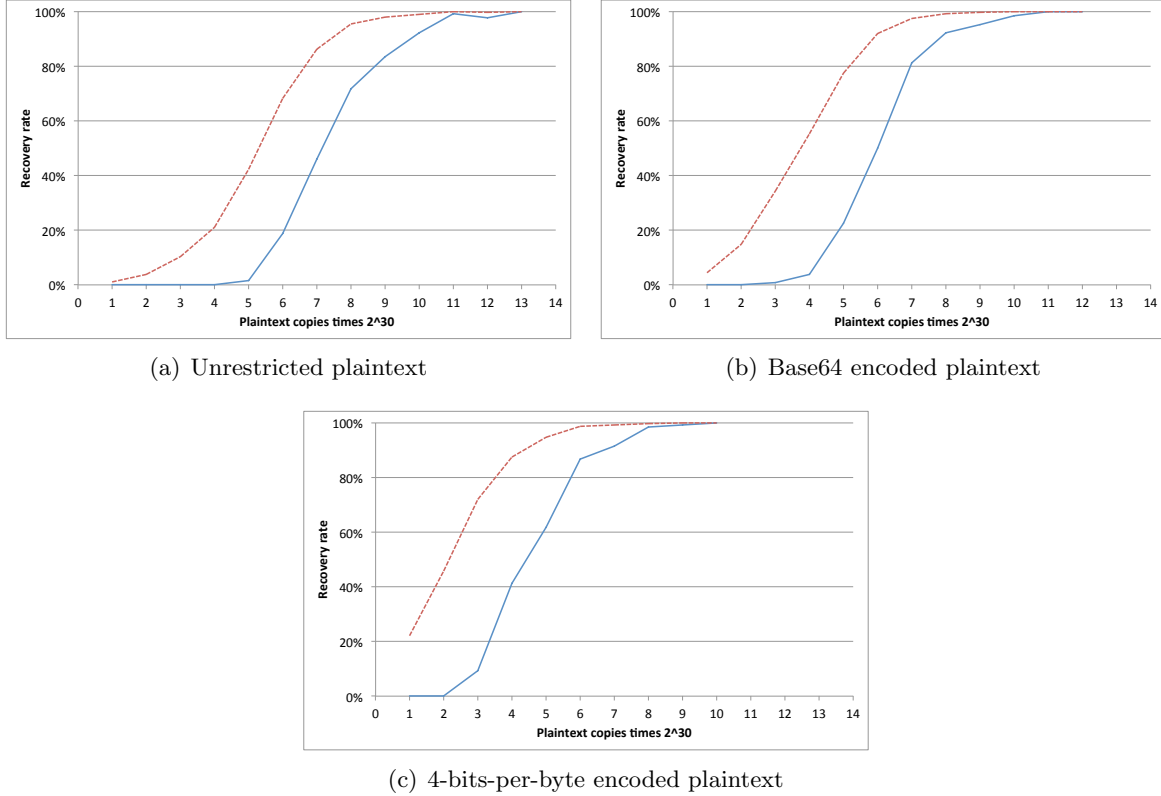 100%
80%
60%
40%
20%
0%
Recovery rate
0 1 2 3 4 5 6 7 8 9 10 11 12 13 14
Plaintext copies times 2^30
(a) Unrestricted plaintext
100%
80%
60%
40%
20%
0%
Recovery rate
0 1 2 3 4 5 6 7 8 9 10 11 12 13 14
Plaintext copies times 2^30
(b) Base64 encoded plaintext
100%
80%
60%
40%
20%
0%
Recovery rate
0 1 2 3 4 5 6 7 8 9 10 11 12 13 14
Plaintext copies times 2^30
(c) 4-bits-per-byte encoded plaintext